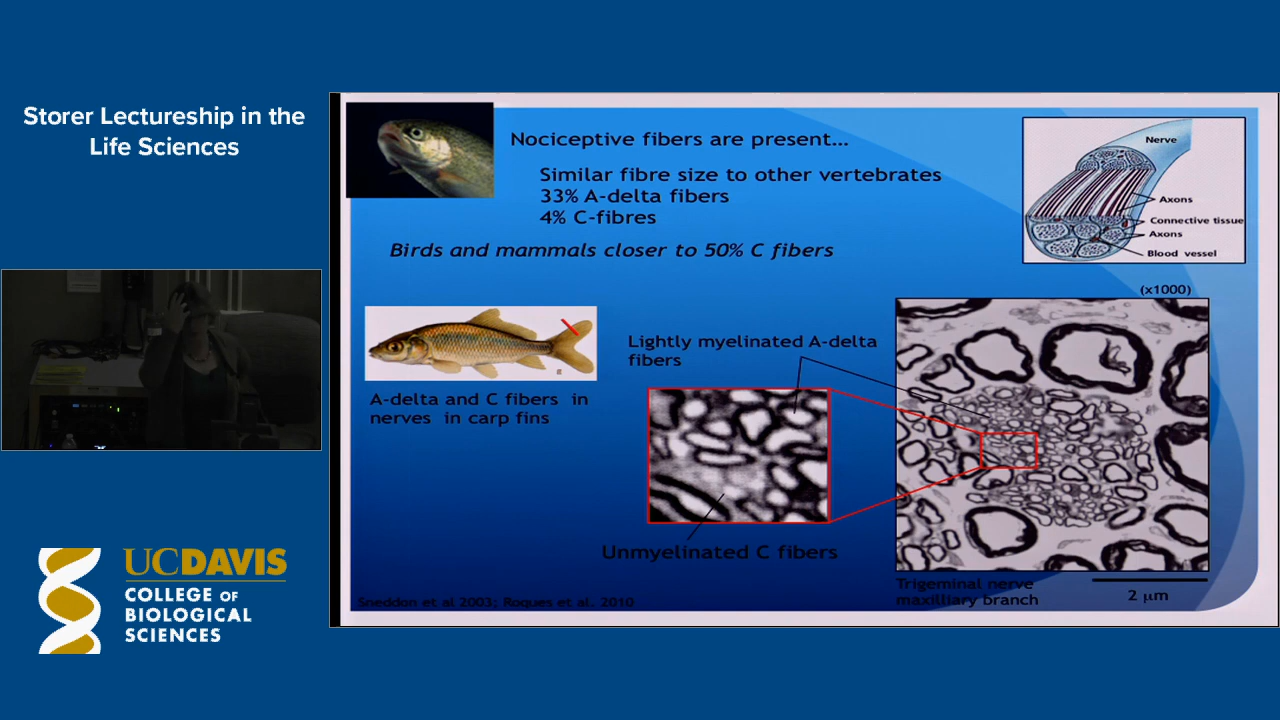 Storer Lectureship in the
Life Sciences
Nociceptive fibers are present...
Similar fibre size to other vertebrates
33% A-delta fibers
4% C-fibres
Birds and mammals closer to 50% C fibers
Nerve
Axons
Connective tissue
Axons
Blood vessel
(x1000)
Lightly myelinated A-delta
fibers
A-delta and C fibers in
nerves in carp fins
Unmyelinated C fibers
Trigeminal nerve
maxilliary branch
2 µm
Sneddon et al 2003; Roques et al. 2010
UCDAVIS
COLLEGE OF
BIOLOGICAL
SCIENCES